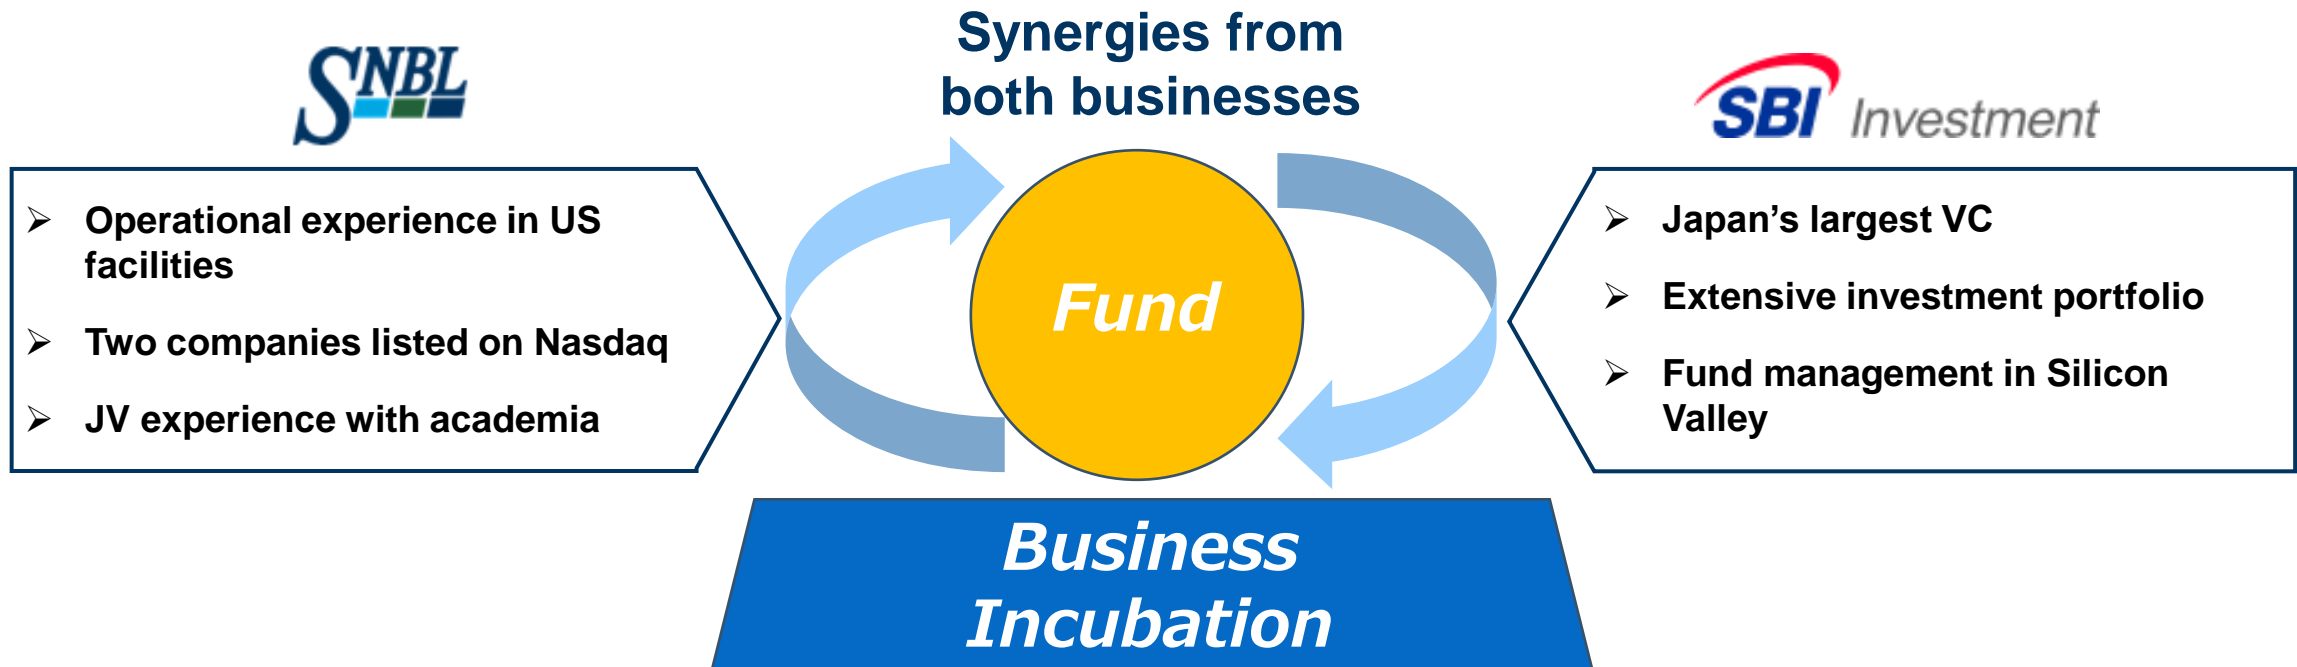 SNBL
Synergies from
both businesses
SBI Investment
➢ Operational experience in US
facilities
➢ Two companies listed on Nasdaq
➢ JV experience with academia
Fund
➢ Japan’s largest VC
➢ Extensive investment portfolio
➢ Fund management in Silicon
Valley
Business
Incubation